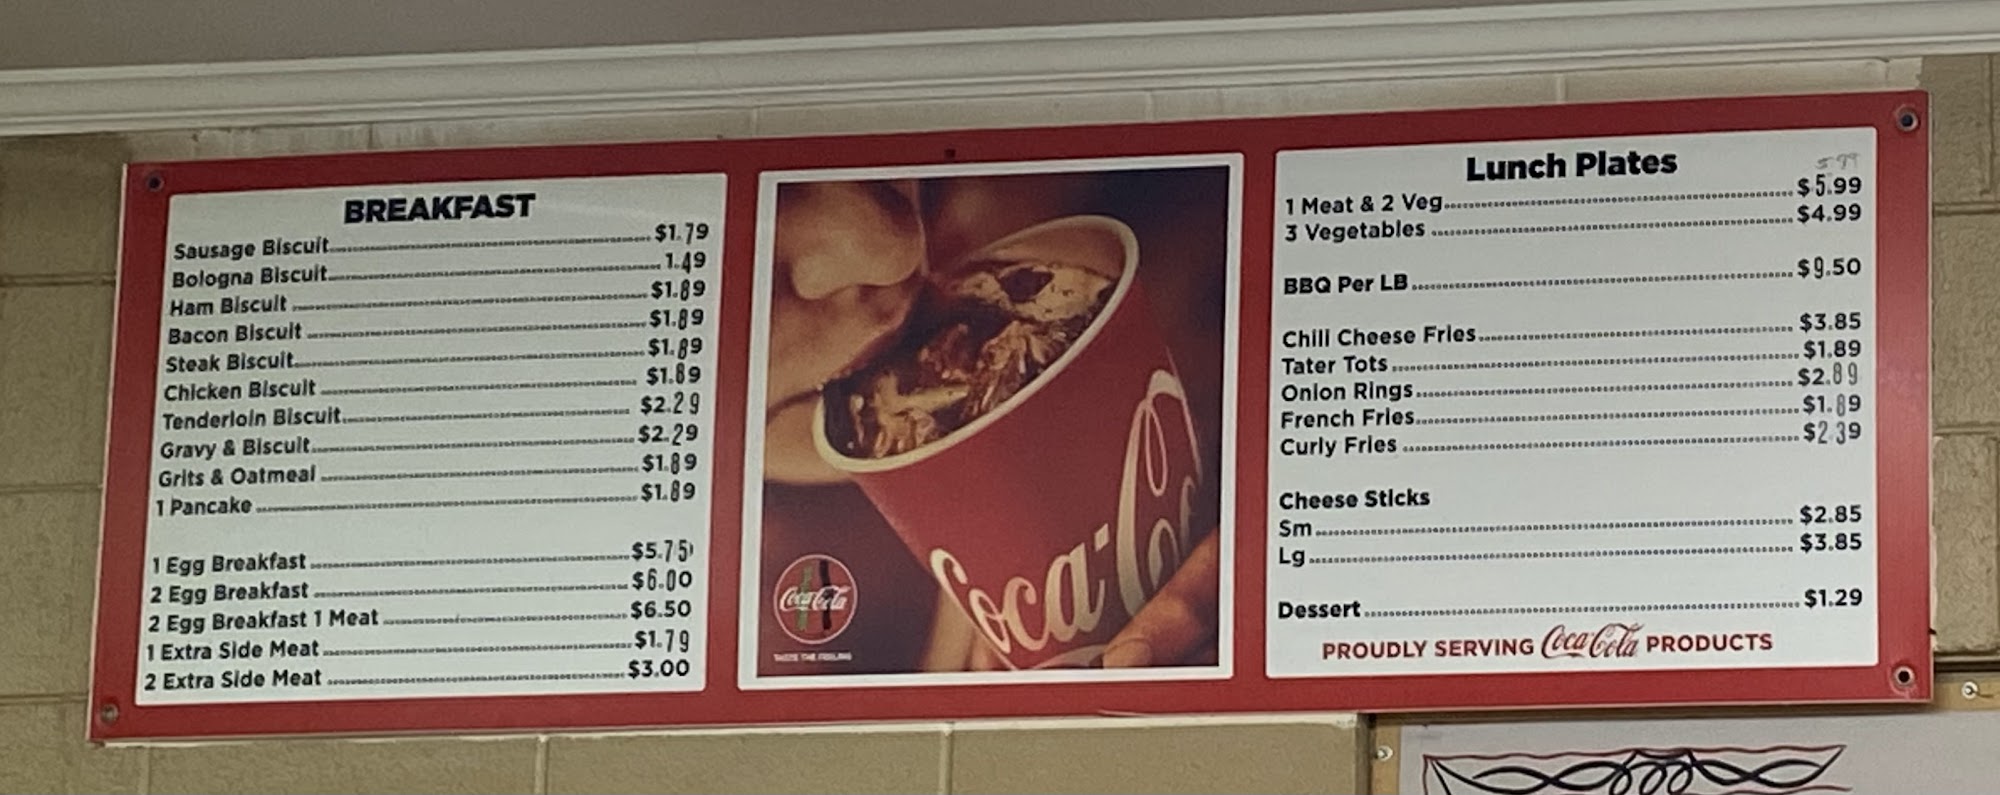 BREAKFAST
Sausage Biscuit $1.79
Bologna Biscuit 1.49
Ham Biscuit $1.89
Bacon Biscuit $1.89
Steak Biscuit $1.89
Chicken Biscuit $1.89
Tenderloin Biscuit $2.29
Gravy & Biscuit $2.29
Grits & Oatmeal $1.89
1 Pancake $1.89
1 Egg Breakfast $5.75
2 Egg Breakfast $6.00
2 Egg Breakfast 1 Meat $6.50
1 Extra Side Meat $1.79
2 Extra Side Meat $3.00
Coca-Co
Coca-Cola
TASTE THE FEELING
Lunch Plates
5.99
1 Meat & 2 Veg $5.99
3 Vegetables $4.99
BBQ Per LB $9.50
Chili Cheese Fries $3.85
Tater Tots $1.89
Onion Rings $2.89
French Fries $1.89
Curly Fries $2.39
Cheese Sticks
Sm $2.85
Lg $3.85
Dessert $1.29
PROUDLY SERVING Coca-Cola PRODUCTS